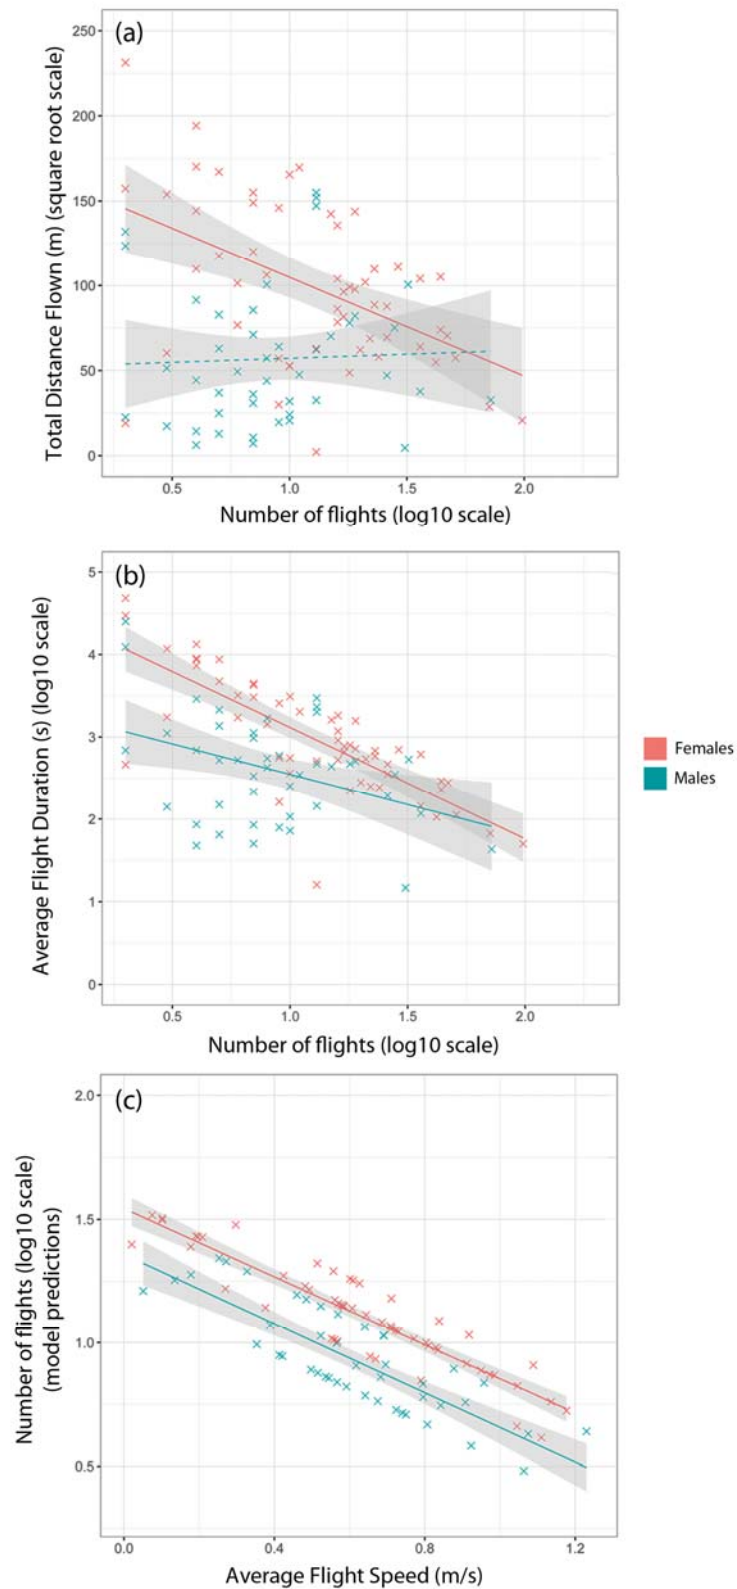 (a)
Total Distance Flown (m) (square root scale)
250
200
150
100
50
0
0.5 1.0 1.5 2.0
Number of flights (log10 scale)
(b)
Average Flight Duration (s) (log10 scale)
5
4
3
2
1
0
0.5 1.0 1.5 2.0
Number of flights (log10 scale)
Females
Males
(c)
Number of flights (log10 scale)
(model predictions)
2.0
1.5
1.0
0.5
0.0 0.4 0.8 1.2
Average Flight Speed (m/s)